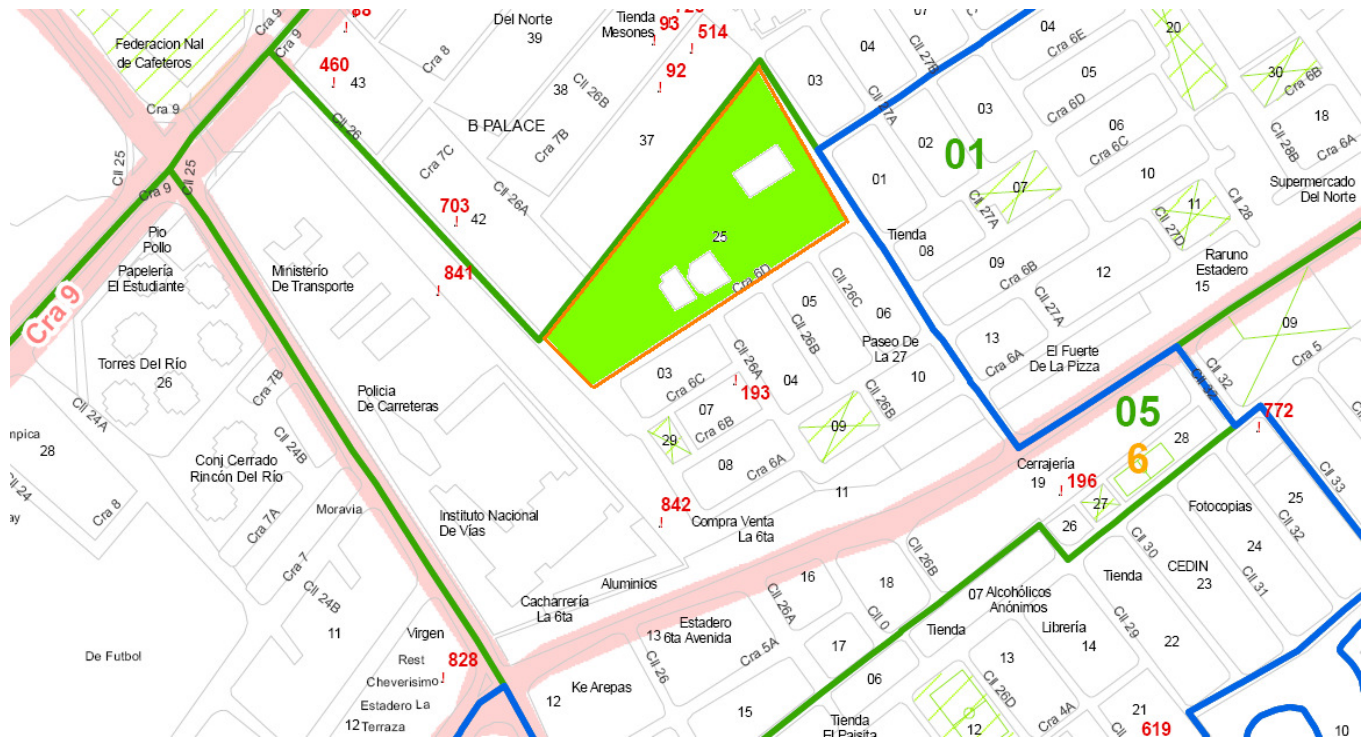 Federacion Nal
De Cafeteros
Cra 9
Cra 9
Del Norte
39
Tienda
Mesones
93
514
460
43
Cra 8
Cll 26
38
Cll 26B
92
B PALACE
Cra 7B
37
Cra 7C
Cll 26A
703
42
841
Cll 25
Cll 25
Cra 9
Cra 9
Cra 9
Pio
Pollo
Papelería
El Estudiante
Ministerío
De Transporte
Torres Del Río
26
Cra 7B
Cll 24A
Policia
De Carreteras
Cll 24B
28
Cll 24
Cra 8
Conj Cerrado
Rincón Del Río
Cra 7A
Moravia
Cra 7
Cll 24B
11
De Futbol
Virgen
Rest
Cheverisimo
Estadero La
12 Terraza
828
Instituto Nacional
De Vías
Aluminios
Cacharrería
La 6ta
25
Cra 6D
03
Cra 6C
Cll 26A
193
07
Cra 6B
29
08
Cra 6A
842
Compra Venta
La 6ta
05
Cll 26B
Cll 26C
06
04
09
Cll 26B
10
Paseo De
La 27
11
03
04
07
Cll 27B
Cll 27A
04
Cra 6E
05
Cra 6D
03
02
01
01
06
Cra 6C
07
Cll 27A
10
20
30
Cra 6B
18
Cll 28B
Cra 6A
Supermercado
Del Norte
11
Cll 27D
Cll 28
Tienda
08
09
Cra 6B
12
Cll 27A
13
Cra 6A
Raruno
Estadero
15
El Fuerte
De La Pizza
09
Cra 5
Cll 32
Cll 32
05
6
28
772
Cerrajería
19
196
27
26
Fotocopias
25
Cll 33
Cll 32
Cll 30
CEDIN
23
24
Cll 31
Tienda
07
Alcohólicos
Anónimos
Librería
14
Cll 29
22
16
18
Cll 26B
Cll 26A
Cll 0
17
Tienda
13
Estadero
6ta Avenida
Cra 5A
Cll 26
12
Ke Arepas
15
06
Tienda
El Paisita
13
Cll 26D
12
Cra 4A
21
619
10